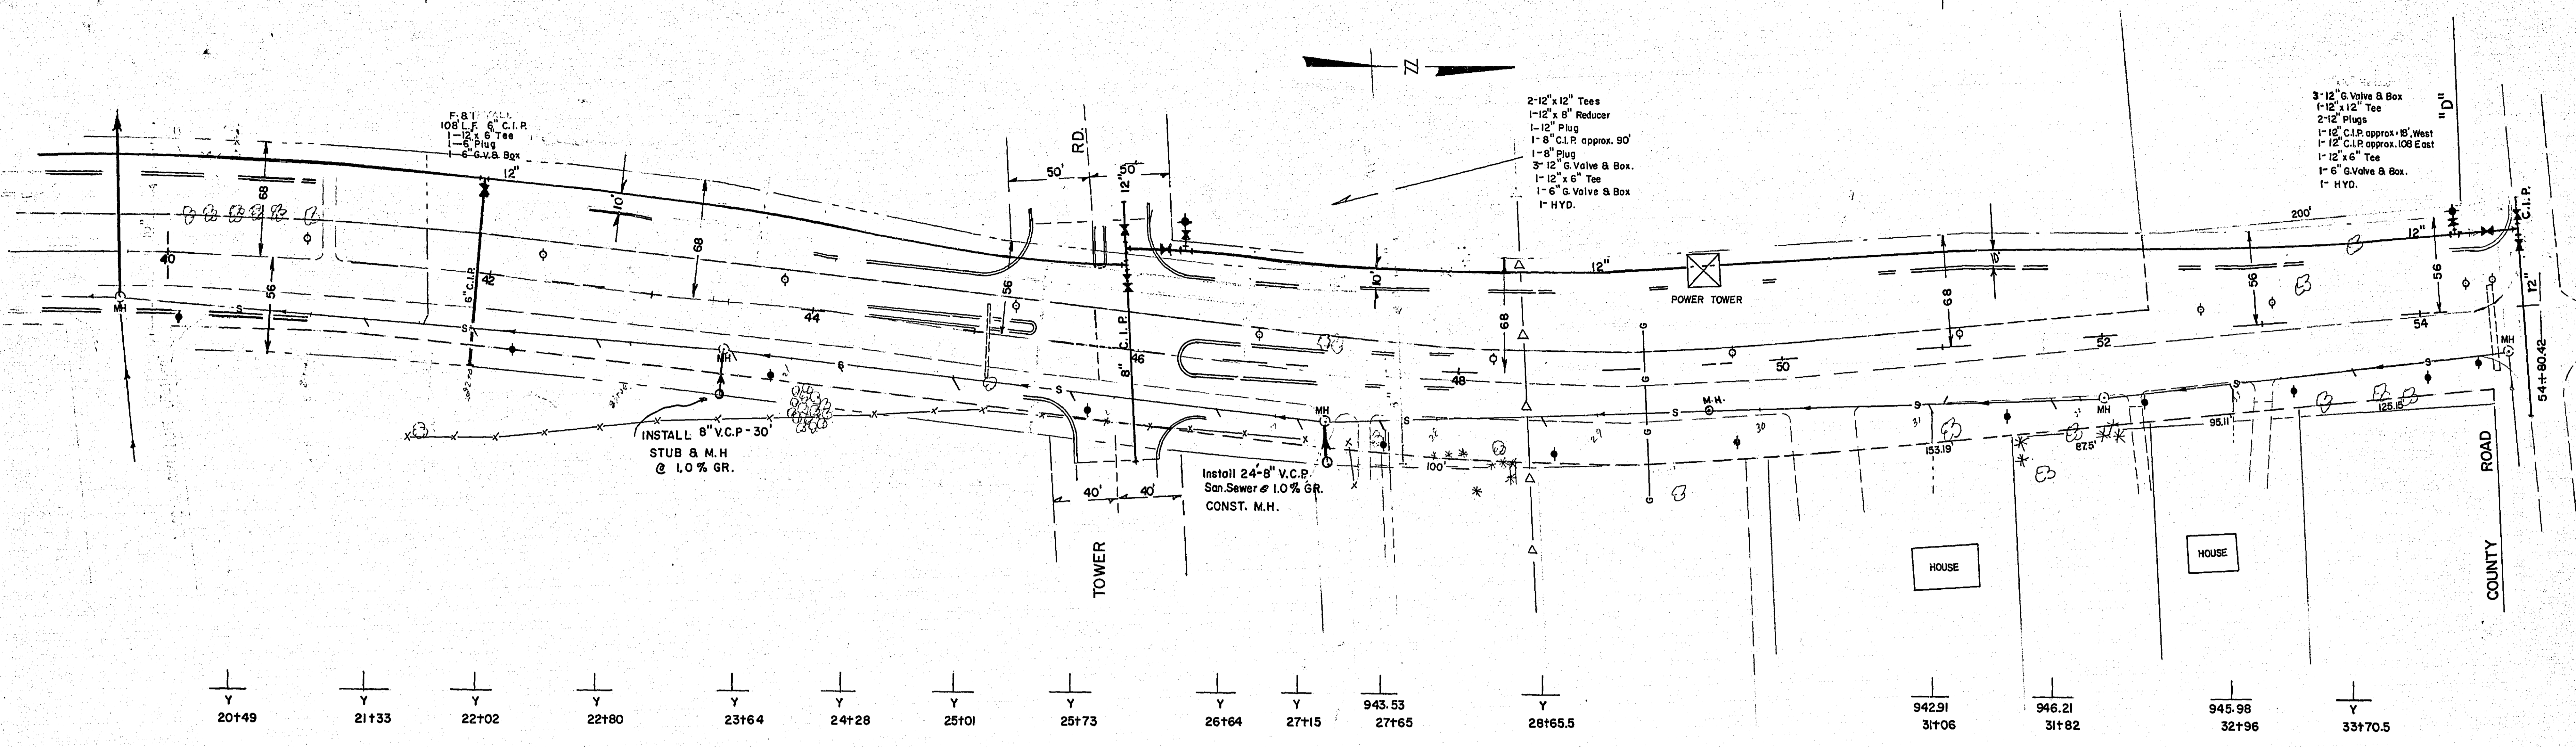 N
F. & I
108' L.F. 6" C.I.P.
1-12" x 6" Tee
1-6" Plug
1-6" G.V. & Box
2-12" x 12" Tees
1-12" x 8" Reducer
1-12" Plug
1-8" C.I.P. approx. 90'
1-8" Plug
3-12" G. Valve & Box.
1-12" x 6" Tee
1-6" G. Valve & Box
1-HYD.
3-12" G. Valve & Box
1-12" x 12" Tee
2-12" Plugs
1-12" C.I.P. approx. 18', West
1-12" C.I.P. approx. 108 East
1-12" x 6" Tee
1-6" G. Valve & Box.
1- HYD.
"D"
RD.
50'
50'
12"
12"
68
10'
68
40
56
6" C.I.P.
42
44
56
8" C.I.P.
46
10'
12"
POWER TOWER
68
48
50
68
10'
52
56
200'
12"
56
54
C.I.P.
12"
54+80.42
MH
S
S
MH
S
S
MH
S
G
G
G
S
M.H.
S
MH
S
S
MH
INSTALL 8" V.C.P - 30'
STUB & M.H
@ 1.0 % GR.
40'
40'
Install 24'-8" V.C.P.
San. Sewer @ 1.0 % GR.
CONST. M.H.
100'
29
30
31
153.19'
87.5'
95.11'
125.15'
TOWER
HOUSE
HOUSE
COUNTY ROAD
Y
20+49
Y
21+33
Y
22+02
Y
22+80
Y
23+64
Y
24+28
Y
25+01
Y
25+73
Y
26+64
Y
27+15
943.53
27+65
Y
28+65.5
942.91
31+06
946.21
31+82
945.98
32+96
Y
33+70.5